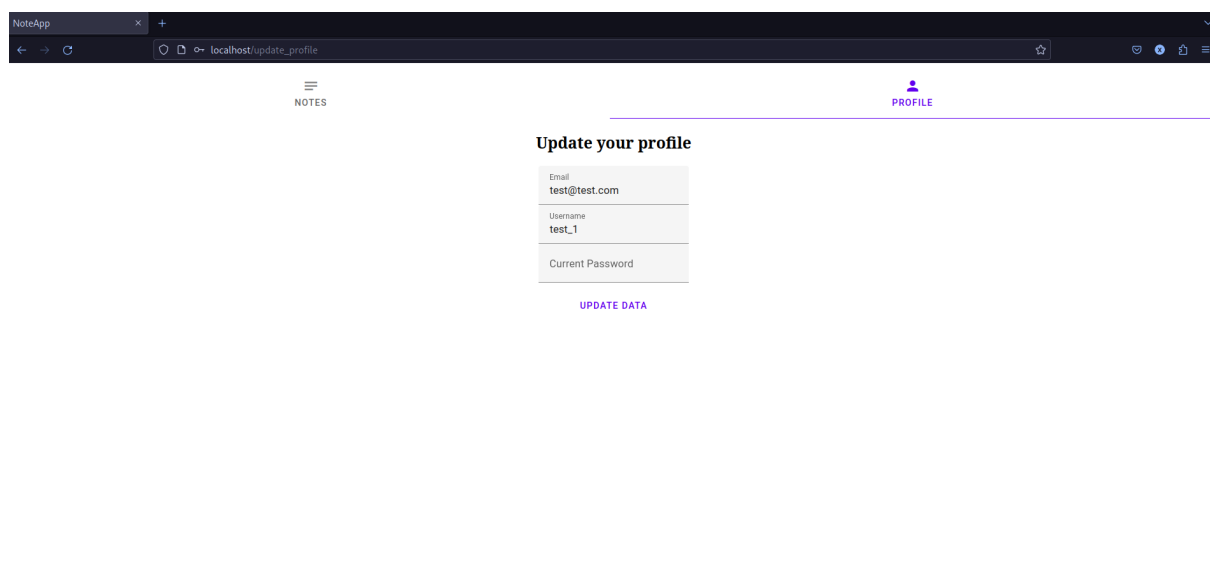 NoteApp
localhost/update_profile
NOTES
PROFILE
Update your profile
Email
test@test.com
Username
test_1
Current Password
UPDATE DATA